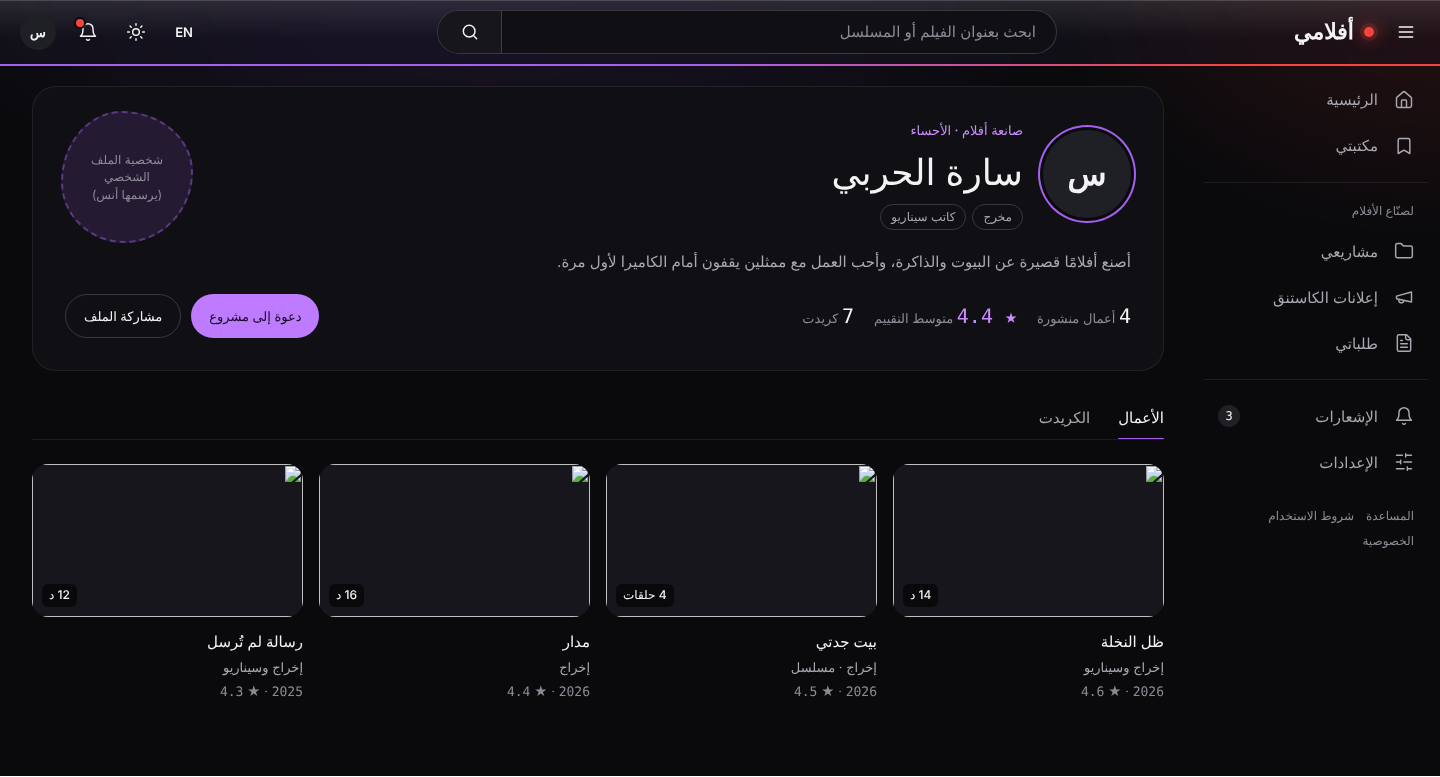 أفلامي
ابحث بعنوان الفيلم أو المسلسل
EN
س
الرئيسية
مكتبتي
لصنّاع الأفلام
مشاريعي
إعلانات الكاستنق
طلباتي
الإشعارات
3
الإعدادات
المساعدة شروط الاستخدام
الخصوصية
س
صانعة أفلام · الأحساء
سارة الحربي
مخرج
كاتب سيناريو
شخصية الملف
الشخصي
(يرسمها أنس)
أصنع أفلامًا قصيرة عن البيوت والذاكرة، وأحب العمل مع ممثلين يقفون أمام الكاميرا لأول مرة.
4 أعمال منشورة
★ 4.4 متوسط التقييم
7 كريدت
دعوة إلى مشروع
مشاركة الملف
الأعمال
الكريدت
14 د
ظل النخلة
إخراج وسيناريو
2026 · ★ 4.6
4 حلقات
بيت جدتي
إخراج · مسلسل
2026 · ★ 4.5
16 د
مدار
إخراج
2026 · ★ 4.4
12 د
رسالة لم تُرسل
إخراج وسيناريو
2025 · ★ 4.3